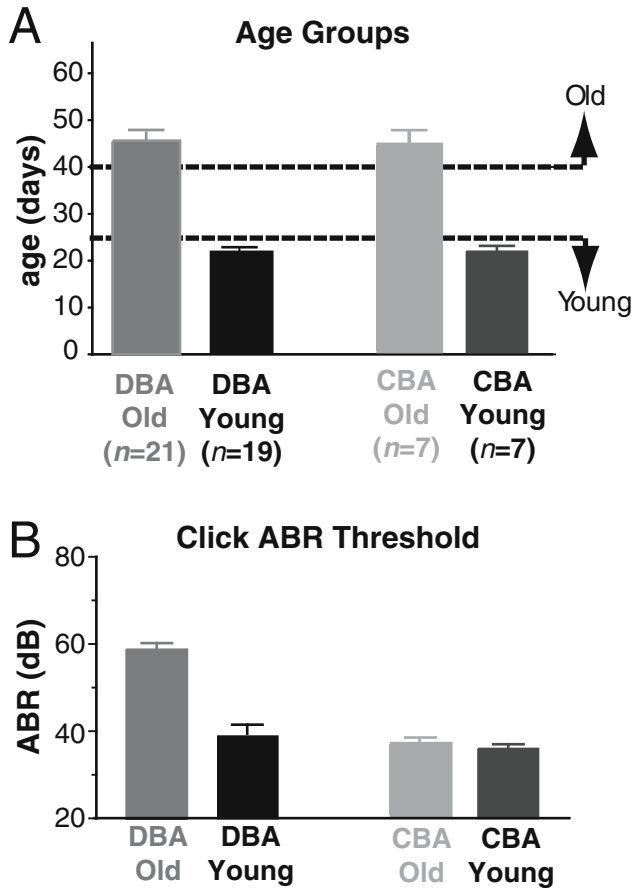 A
Age Groups
60
50
40
30
20
10
0
age (days)
Old
Young
DBA
Old
(n=21)
DBA
Young
(n=19)
CBA
Old
(n=7)
CBA
Young
(n=7)
B
Click ABR Threshold
80
60
40
20
ABR (dB)
DBA
Old
DBA
Young
CBA
Old
CBA
Young